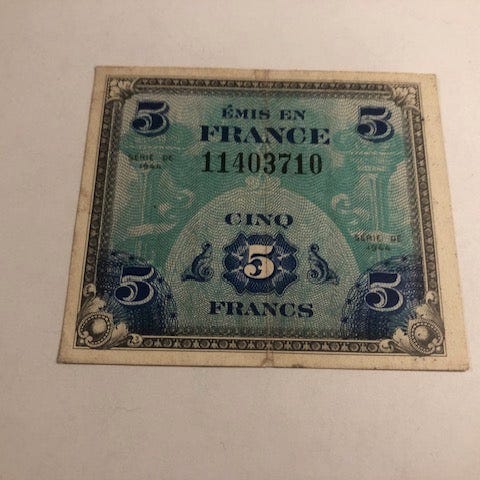 5 5
ÉMIS EN
FRANCE
11403710
SÉRIE DE
1944
CINQ
SÉRIE DE
1944
5
5 5
FRANCS